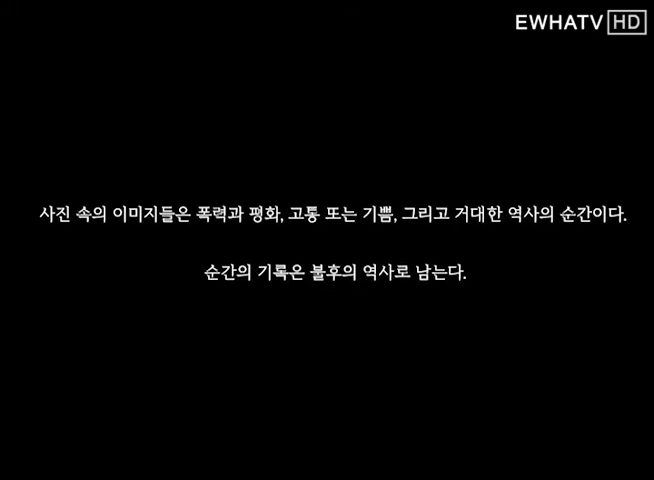 EWHATV HD
사진 속의 이미지들은 폭력과 평화, 고통 또는 기쁨, 그리고 거대한 역사의 순간이다.
순간의 기록은 불후의 역사로 남는다.